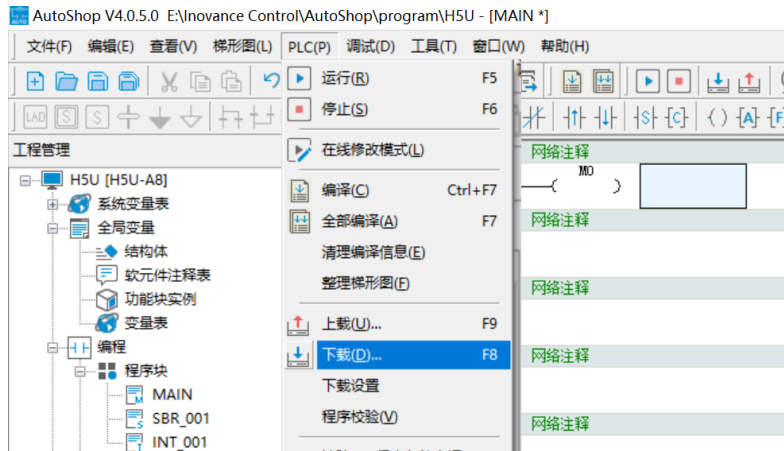 AutoShop V4.0.5.0 E:\Inovance Control\AutoShop\program\H5U - [MAIN *]
文件(F) 编辑(E) 查看(V) 梯形图(L) PLC(P) 调试(D) 工具(T) 窗口(W) 帮助(H)
运行(R) F5
停止(S) F6
在线修改模式(L)
编译(C) Ctrl+F7
全部编译(A) F7
清理编译信息(E)
整理梯形图(F)
上载(U)... F9
下载(D)... F8
下载设置
程序校验(V)
LAD S S
S C A
工程管理
H5U [H5U-A8]
系统变量表
全局变量
结构体
软元件注释表
功能块实例
变量表
编程
程序块
MAIN
SBR_001
INT_001
网络注释
M0
网络注释
网络注释
网络注释
网络注释